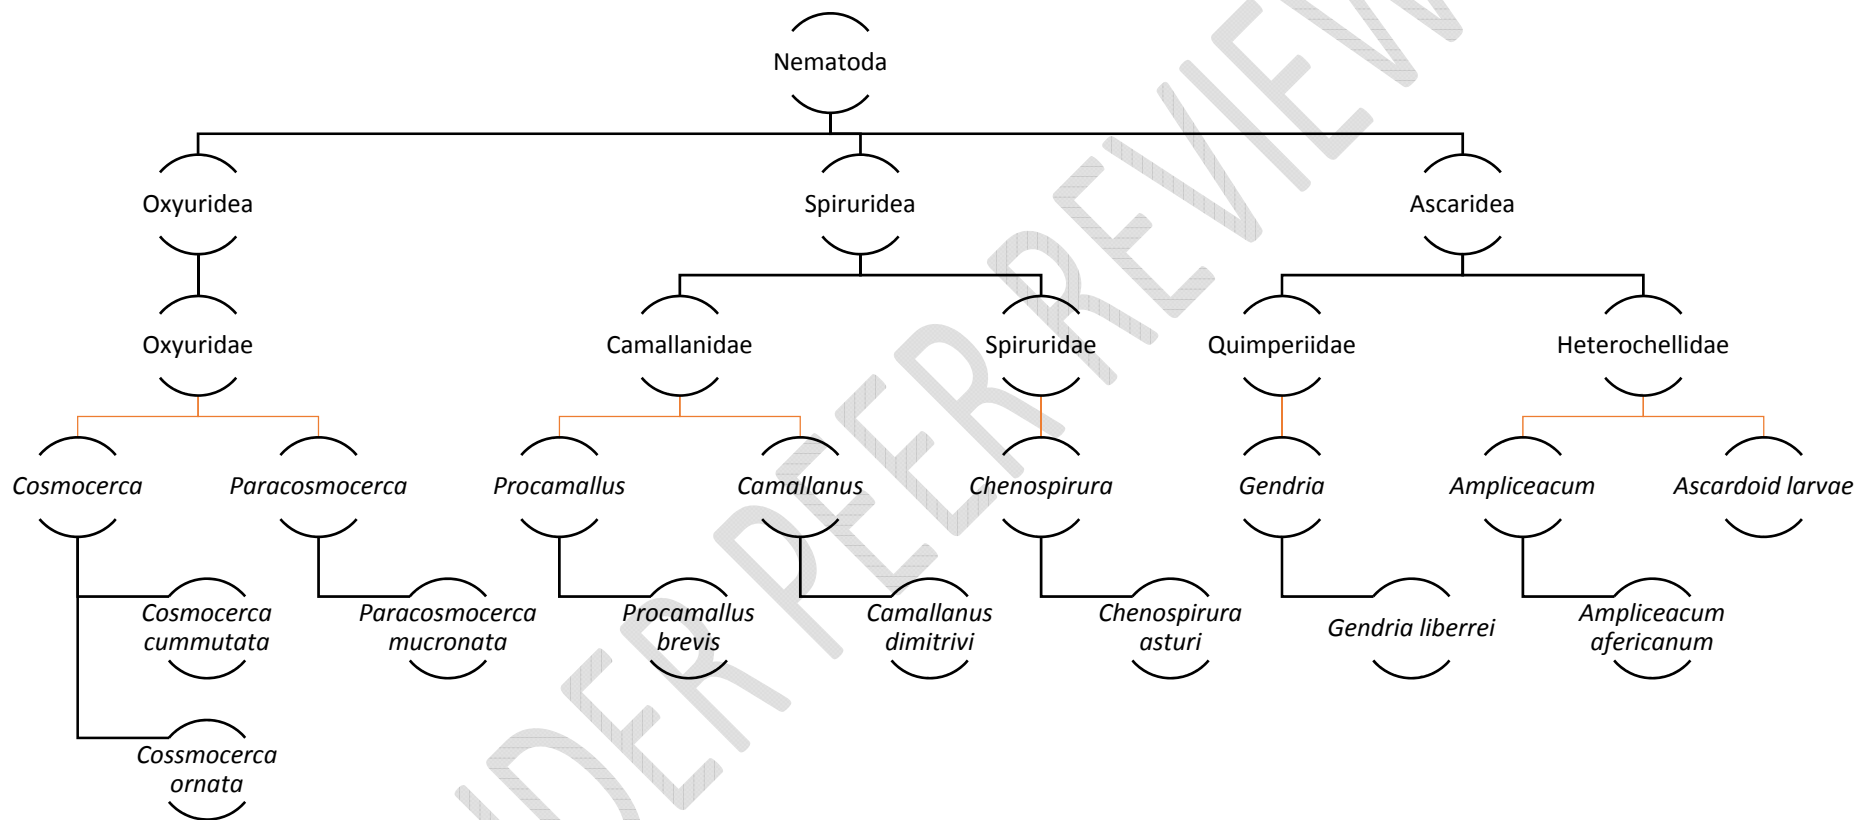 Nematoda
Oxyuridea
Spiruridea
Ascaridea
Oxyuridae
Camallanidae
Spiruridae
Quimperiidae
Heterochellidae
Cosmocerca
Paracosmocerca
Procamallus
Camallanus
Chenospirura
Gendria
Ampliceacum
Ascardoid larvae
Cosmocerca
cummutata
Paracosmocerca
mucronata
Procamallus
brevis
Camallanus
dimitrivi
Chenospirura
asturi
Gendria liberrei
Ampliceacum
afericanum
Cossmocerca
ornata
PEER REVIEW